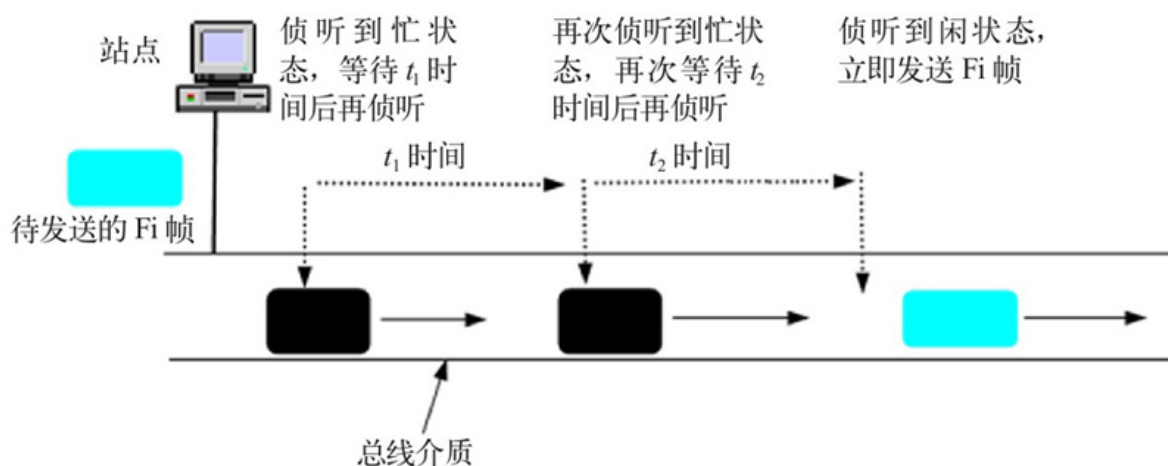 站点
侦听到忙状
态，等待 t₁ 时
间后再侦听
再次侦听到忙状
态，再次等待 t₂
时间后再侦听
侦听到闲状态，
立即发送 Fi 帧
t₁ 时间
t₂ 时间
待发送的 Fi 帧
总线介质